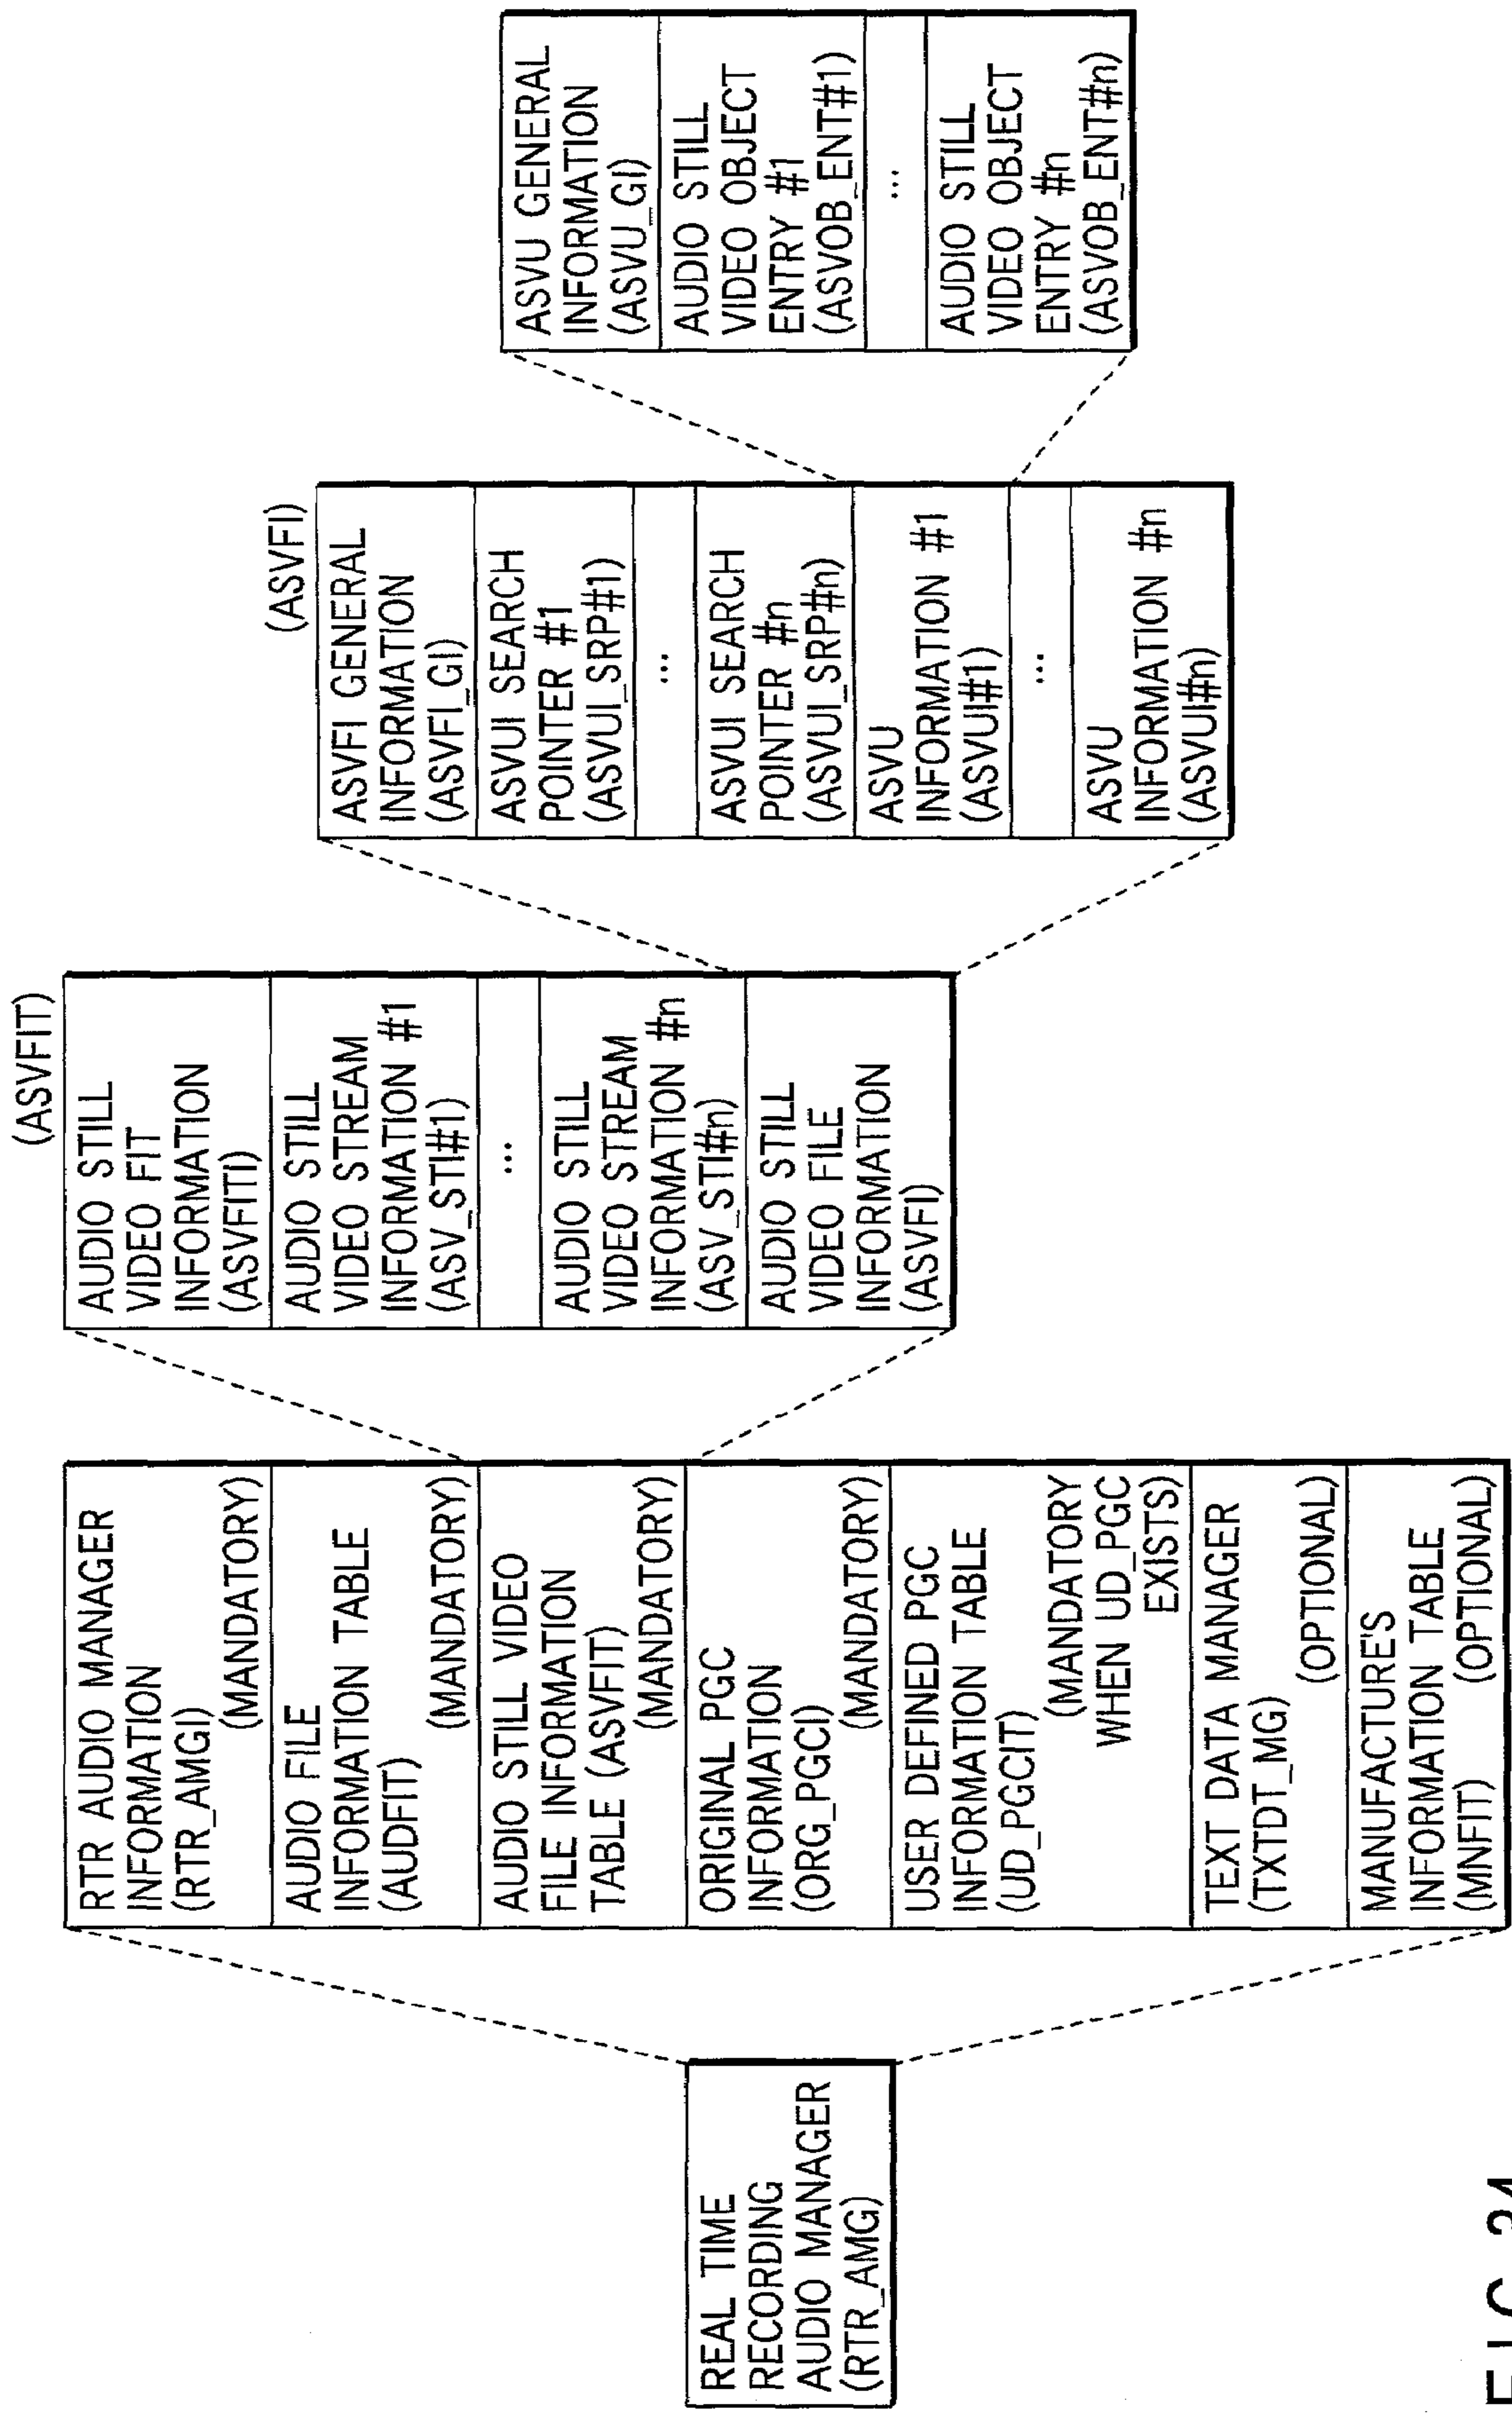 REAL TIME
RECORDING
AUDIO MANAGER
(RTR_AMG)
RTR AUDIO MANAGER
INFORMATION
(RTR_AMGI)
(MANDATORY)
AUDIO FILE
INFORMATION TABLE
(AUDFIT)
(MANDATORY)
AUDIO STILL VIDEO
FILE INFORMATION
TABLE (ASVFIT)
(MANDATORY)
ORIGINAL PGC
INFORMATION
(ORG_PGCI)
(MANDATORY)
USER DEFINED PGC
INFORMATION TABLE
(UD_PGCIT)
(MANDATORY
WHEN UD_PGC
EXISTS)
TEXT DATA MANAGER
(TXTDT_MG)
(OPTIONAL)
MANUFACTURE'S
INFORMATION TABLE
(MNFIT) (OPTIONAL)
(ASVFIT)
AUDIO STILL
VIDEO FIT
INFORMATION
(ASVFITI)
AUDIO STILL
VIDEO STREAM
INFORMATION #1
(ASV_STI#1)
...
AUDIO STILL
VIDEO STREAM
INFORMATION #n
(ASV_STI#n)
AUDIO STILL
VIDEO FILE
INFORMATION
(ASVFI)
(ASVFI)
ASVFI GENERAL
INFORMATION
(ASVFI_GI)
ASVUI SEARCH
POINTER #1
(ASVUI_SRP#1)
...
ASVUI SEARCH
POINTER #n
(ASVUI_SRP#n)
ASVU
INFORMATION #1
(ASVUI#1)
...
ASVU
INFORMATION #n
(ASVUI#n)
ASVU GENERAL
INFORMATION
(ASVU_GI)
AUDIO STILL
VIDEO OBJECT
ENTRY #1
(ASVOB_ENT#1)
...
AUDIO STILL
VIDEO OBJECT
ENTRY #n
(ASVOB_ENT#n)